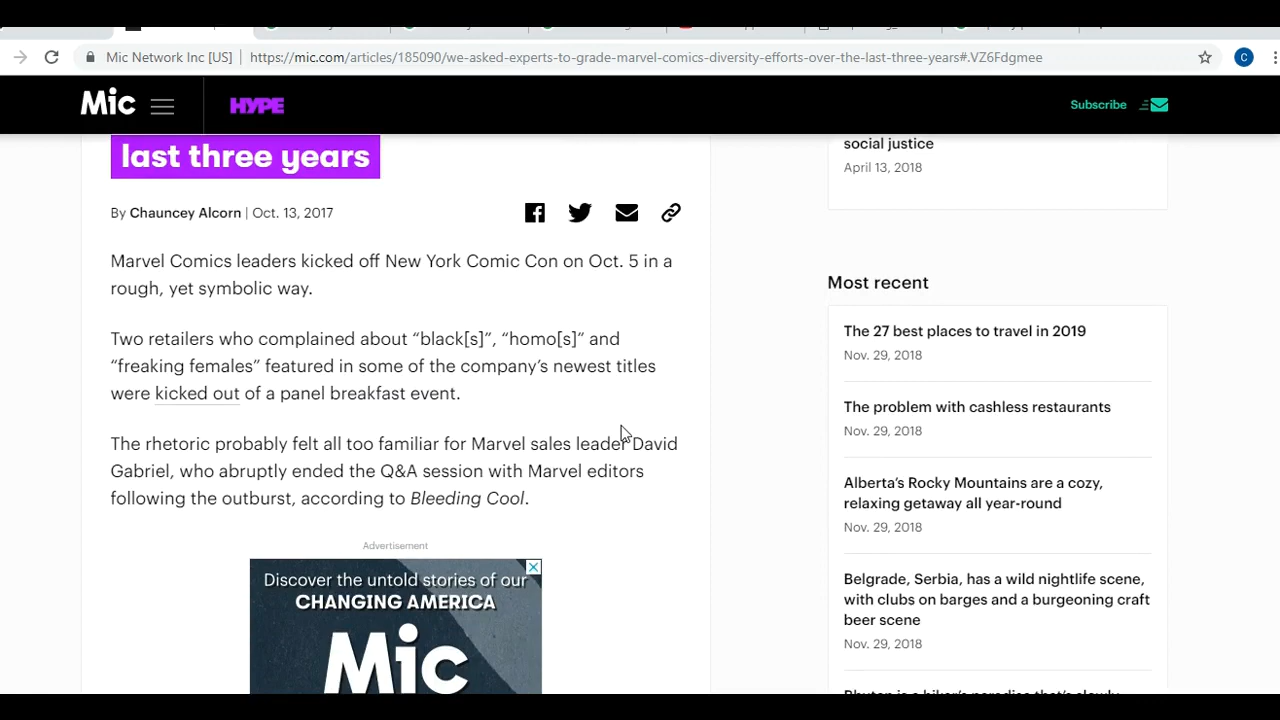 Mic Network Inc [US]
https://mic.com/articles/185090/we-asked-experts-to-grade-marvel-comics-diversity-efforts-over-the-last-three-years#.VZ6Fdgmee
C
Mic
HYPE
Subscribe
last three years
By Chauncey Alcorn | Oct. 13, 2017
Marvel Comics leaders kicked off New York Comic Con on Oct. 5 in a
rough, yet symbolic way.
Two retailers who complained about “black[s]”, “homo[s]” and
“freaking females” featured in some of the company’s newest titles
were kicked out of a panel breakfast event.
The rhetoric probably felt all too familiar for Marvel sales leader David
Gabriel, who abruptly ended the Q&A session with Marvel editors
following the outburst, according to Bleeding Cool.
Advertisement
Discover the untold stories of our
CHANGING AMERICA
Mic
social justice
April 13, 2018
Most recent
The 27 best places to travel in 2019
Nov. 29, 2018
The problem with cashless restaurants
Nov. 29, 2018
Alberta’s Rocky Mountains are a cozy,
relaxing getaway all year-round
Nov. 29, 2018
Belgrade, Serbia, has a wild nightlife scene,
with clubs on barges and a burgeoning craft
beer scene
Nov. 29, 2018